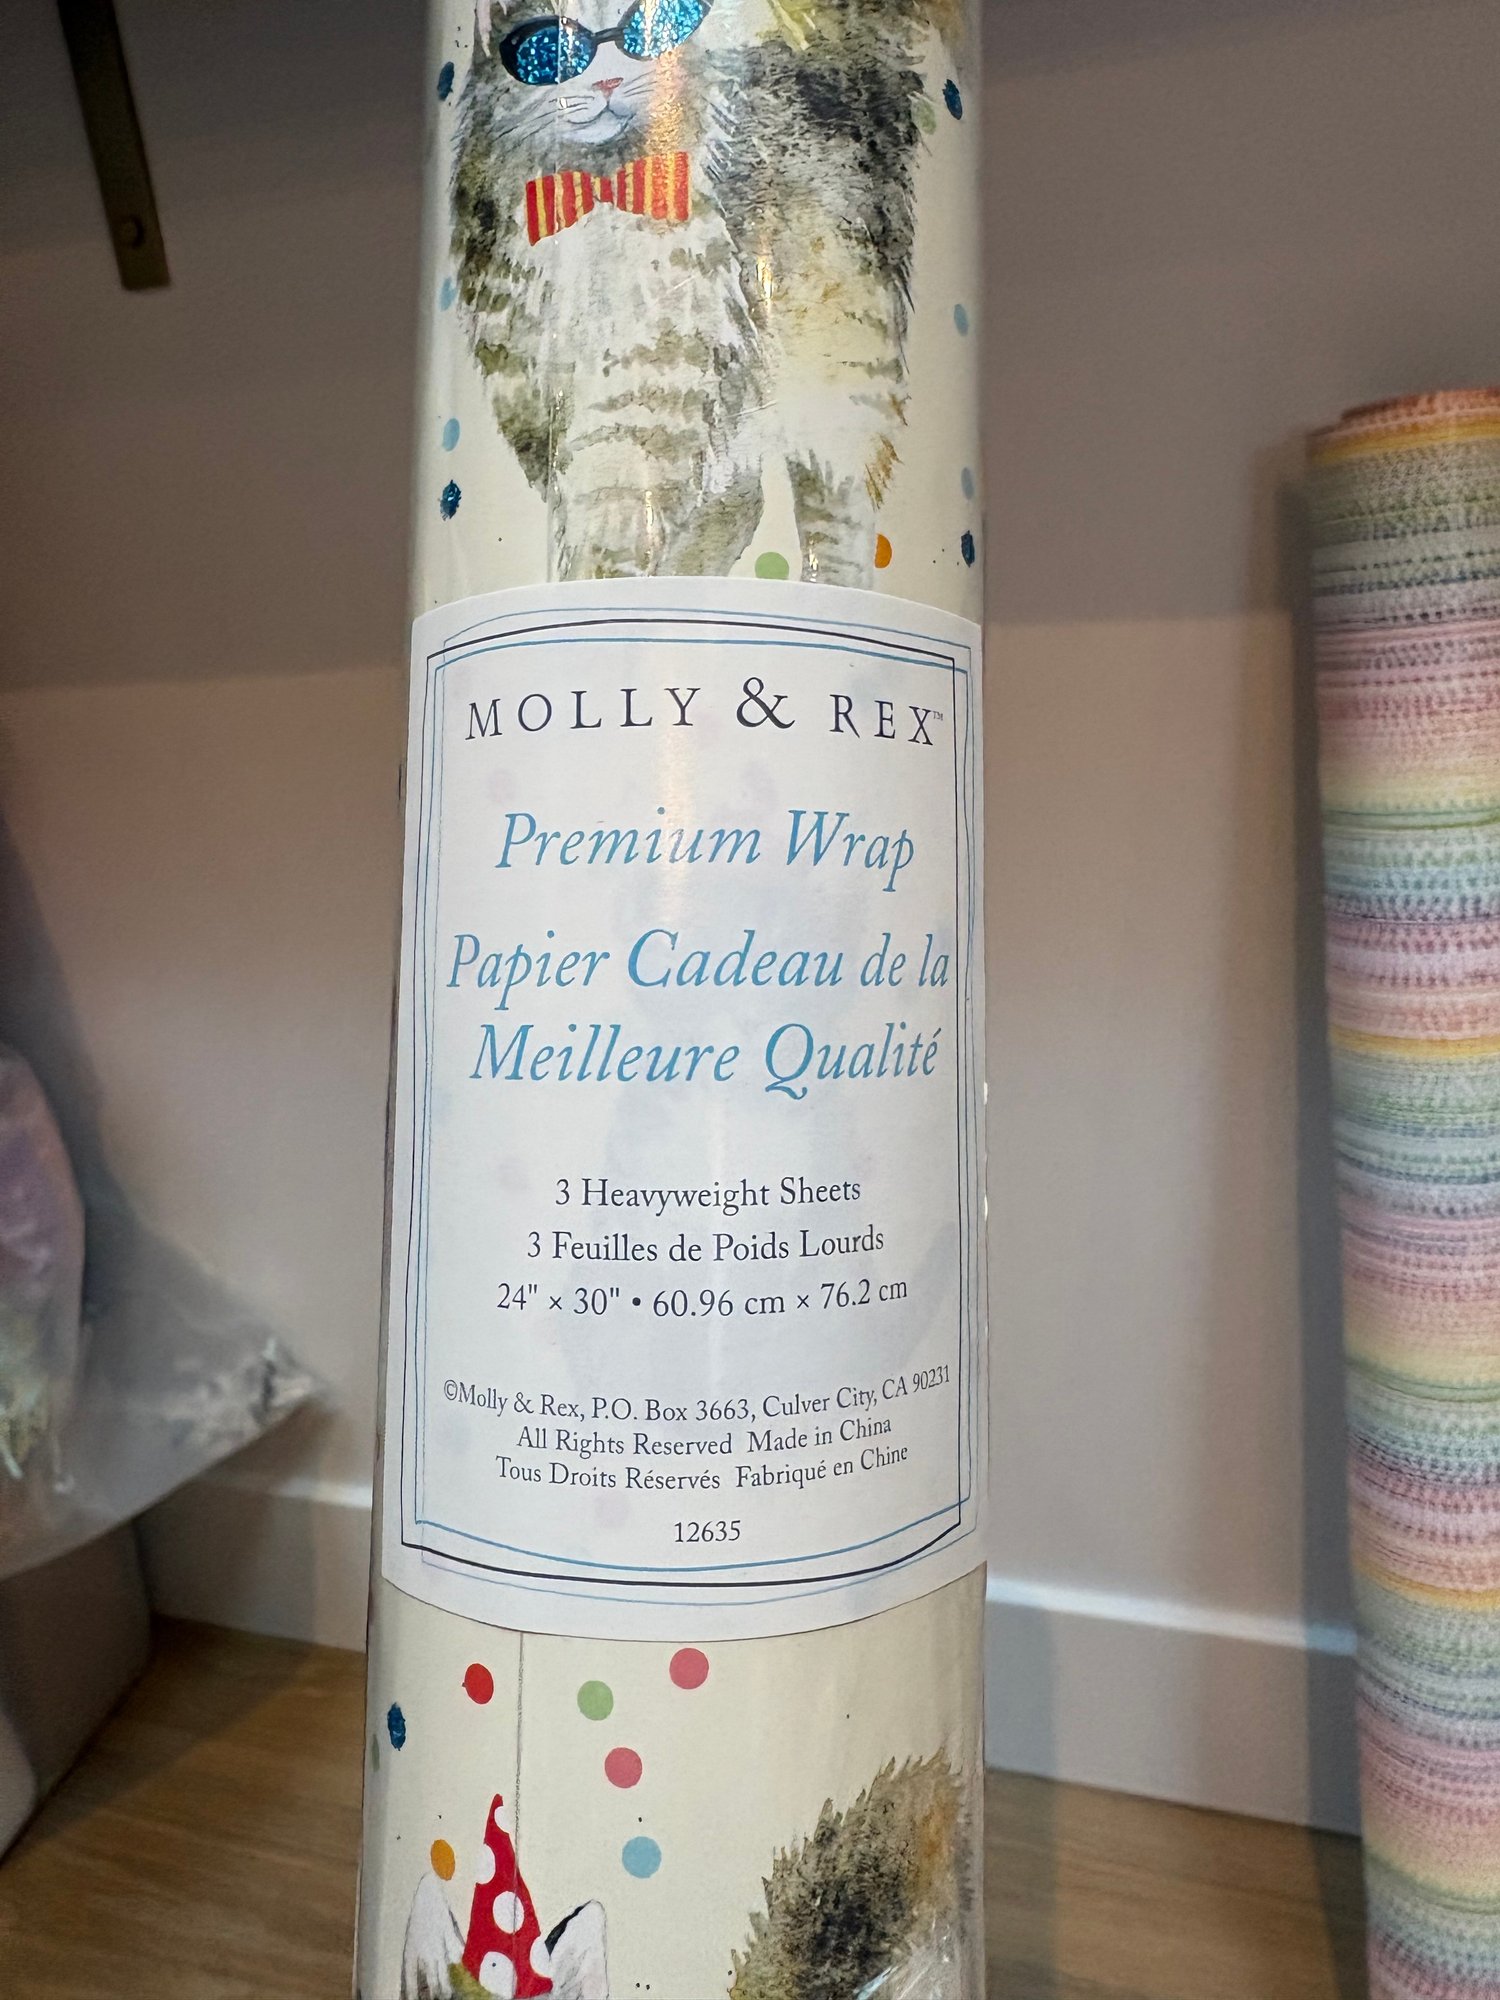 MOLLY & REX™
Premium Wrap
Papier Cadeau de la
Meilleure Qualité
3 Heavyweight Sheets
3 Feuilles de Poids Lourds
24" × 30" • 60.96 cm × 76.2 cm
©Molly & Rex, P.O. Box 3663, Culver City, CA 90231
All Rights Reserved Made in China
Tous Droits Réservés Fabriqué en Chine
12635